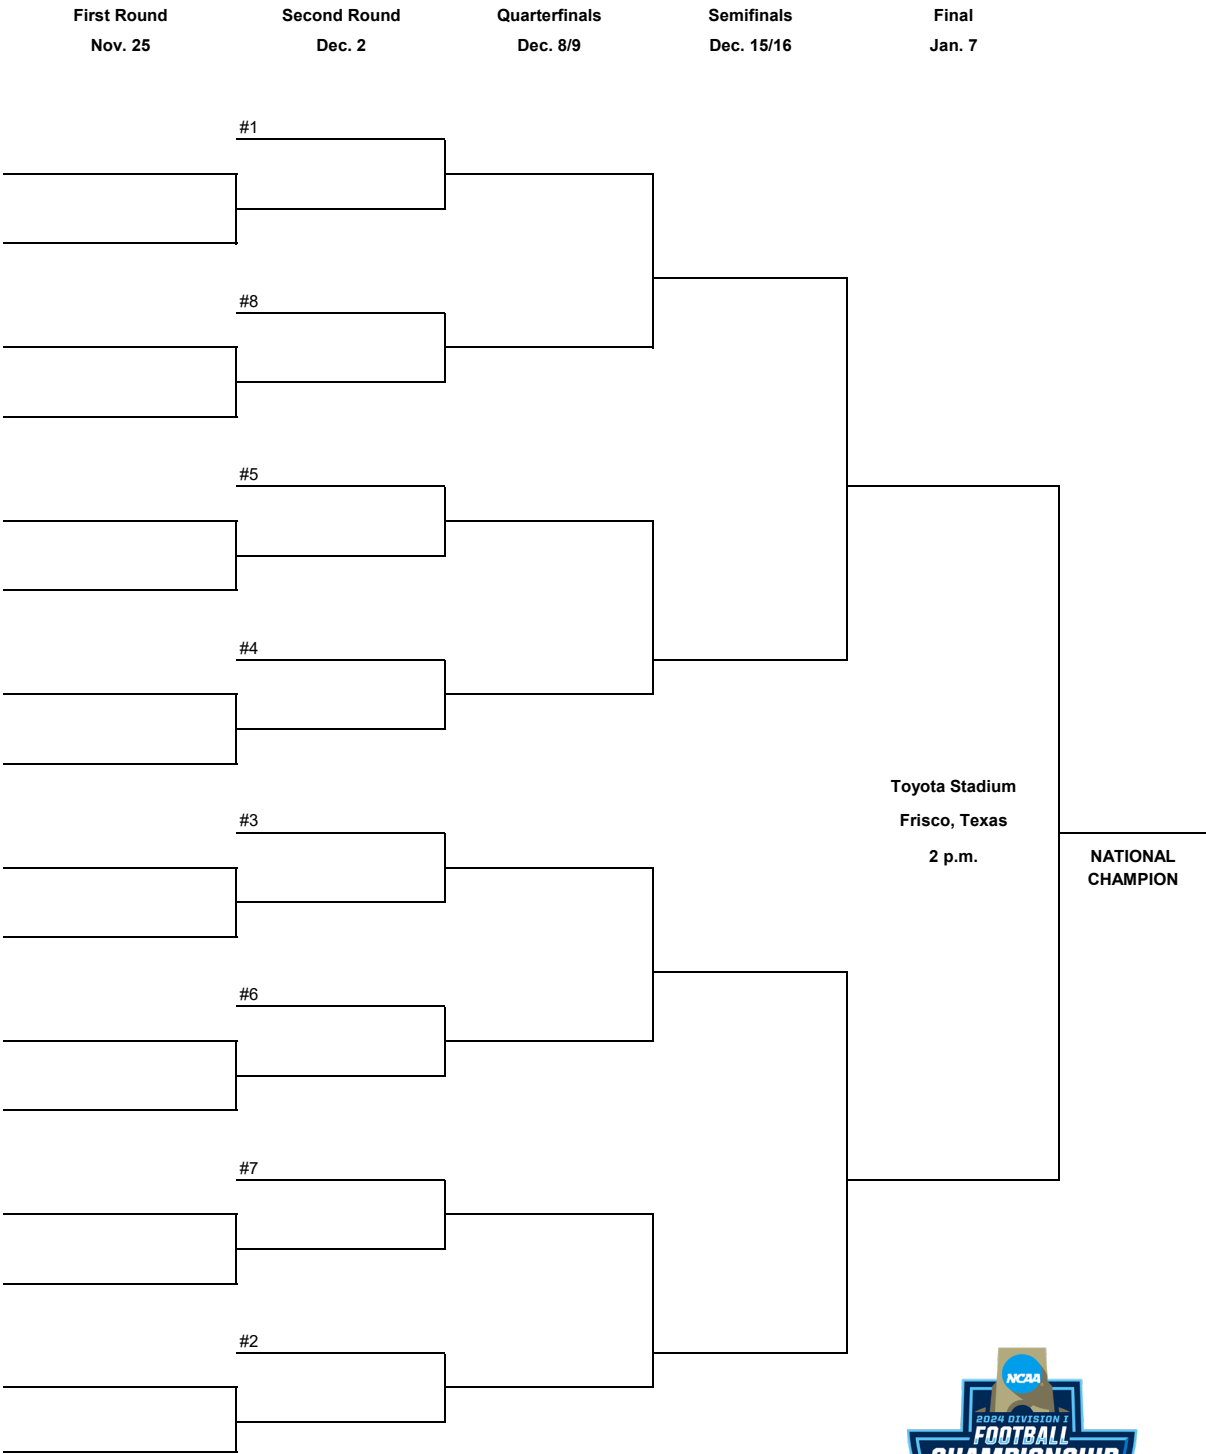 First Round Second Round Quarterfinals Semifinals Final
Nov. 25 Dec. 2 Dec. 8/9 Dec. 15/16 Jan. 7
#1
#8
#5
#4
Toyota Stadium
#3
Frisco, Texas
2 p.m.
NATIONAL
CHAMPION
#6
#7
#2
NCAA
2024 DIVISION I
FOOTBALL
CHAMPIONSHIP